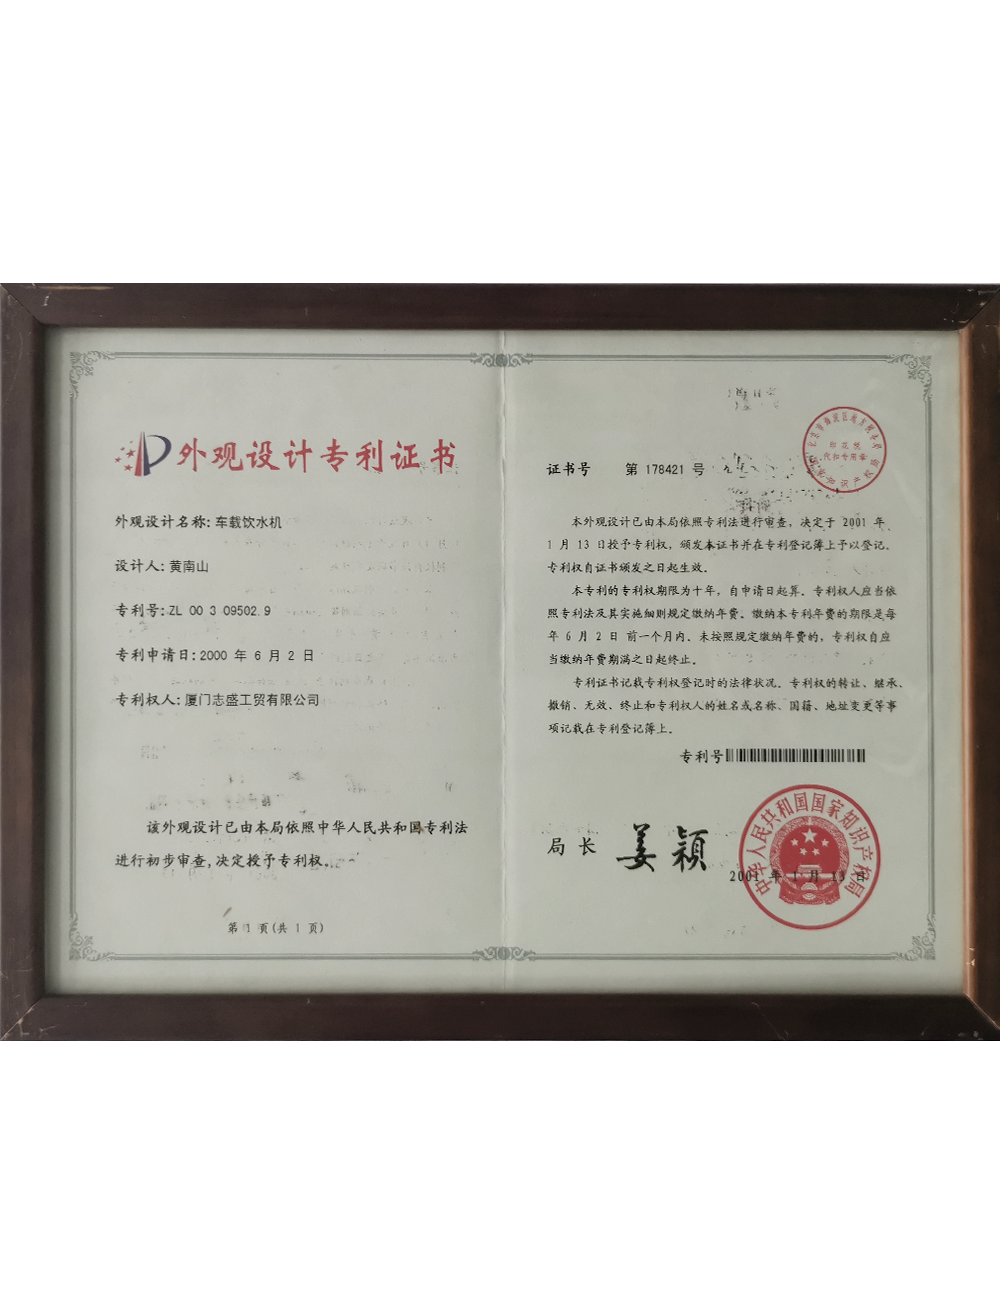 外观设计专利证书
外观设计名称:车载饮水机
设计人:黄南山
专利号:ZL 00 3 09502.9
专利申请日:2000 年 6 月 2 日
专利权人:厦门志盛工贸有限公司
该外观设计已由本局依照中华人民共和国专利法
进行初步审查,决定授予专利权。
第 1 页(共 1 页)
证书号 第 178421 号
印花税
代扣专用章
本外观设计已由本局依照专利法进行审查，决定于 2001 年
1 月 13 日授予专利权，颁发本证书并在专利登记簿上予以登记。
专利权自证书颁发之日起生效。
本专利的专利权期限为十年，自申请日起算。专利权人应当依
照专利法及其实施细则规定缴纳年费。缴纳本专利年费的期限是每
年 6 月 2 日 前一个月内。未按照规定缴纳年费的，专利权自应
当缴纳年费期满之日起终止。
专利证书记载专利权登记时的法律状况。专利权的转让、继承、
撤销、无效、终止和专利权人的姓名或名称、国籍、地址变更等事
项记载在专利登记簿上。
专利号
局长 姜颖
中华人民共和国国家知识产权局
2001 年 1 月 13 日